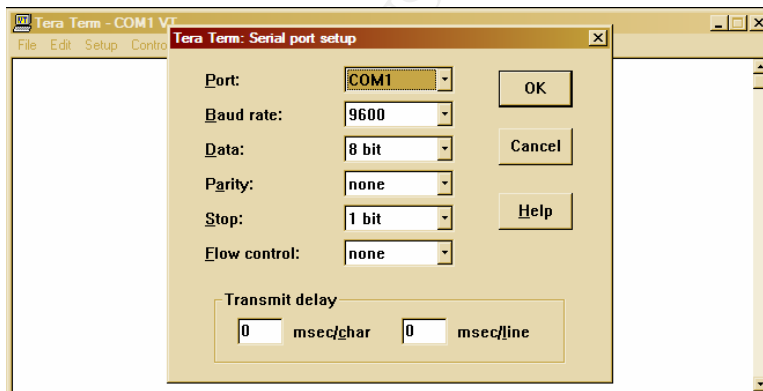 Tera Term - COM1 VT
File Edit Setup Contro
Tera Term: Serial port setup
Port: COM1
Baud rate: 9600
Data: 8 bit
Parity: none
Stop: 1 bit
Flow control: none
OK
Cancel
Help
Transmit delay
0 msec/char 0 msec/line